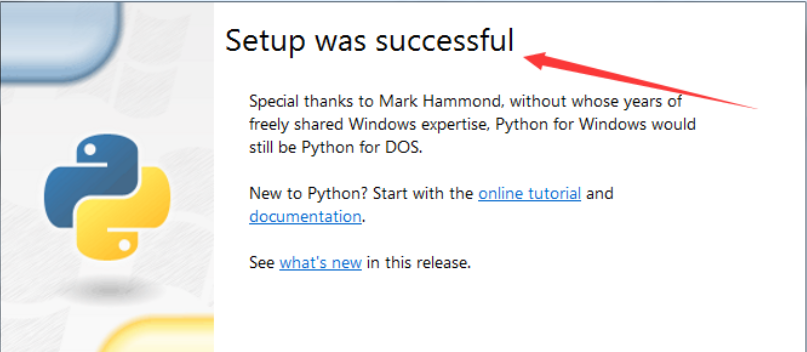 Setup was successful
Special thanks to Mark Hammond, without whose years of
freely shared Windows expertise, Python for Windows would
still be Python for DOS.
New to Python? Start with the online tutorial and
documentation.
See what's new in this release.